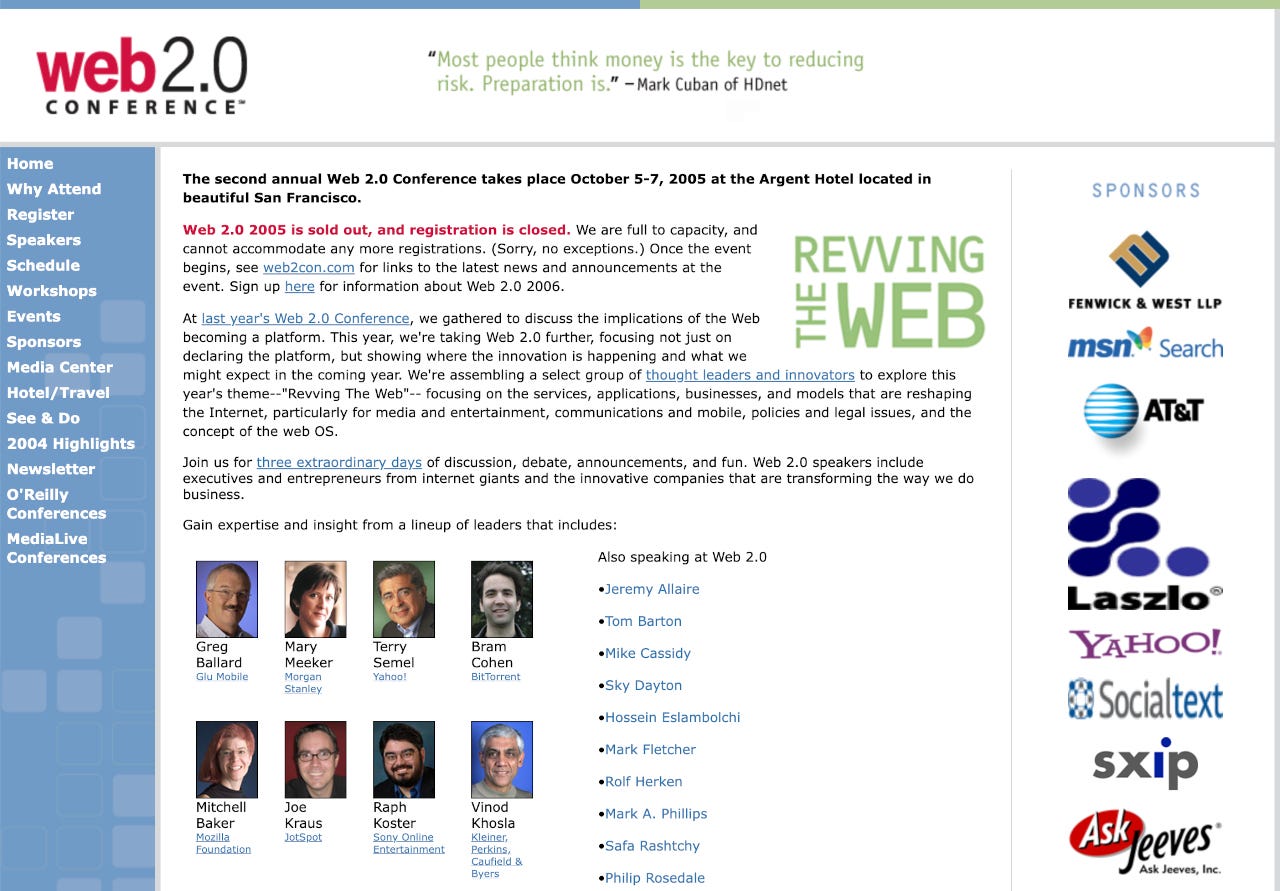 web2.0
CONFERENCE℠
“Most people think money is the key to reducing
risk. Preparation is.” –Mark Cuban of HDnet
Home
Why Attend
Register
Speakers
Schedule
Workshops
Events
Sponsors
Media Center
Hotel/Travel
See & Do
2004 Highlights
Newsletter
O'Reilly
Conferences
MediaLive
Conferences
The second annual Web 2.0 Conference takes place October 5-7, 2005 at the Argent Hotel located in
beautiful San Francisco.
Web 2.0 2005 is sold out, and registration is closed. We are full to capacity, and
cannot accommodate any more registrations. (Sorry, no exceptions.) Once the event
begins, see web2con.com for links to the latest news and announcements at the
event. Sign up here for information about Web 2.0 2006.
REVVING
THE WEB
At last year's Web 2.0 Conference, we gathered to discuss the implications of the Web
becoming a platform. This year, we're taking Web 2.0 further, focusing not just on
declaring the platform, but showing where the innovation is happening and what we
might expect in the coming year. We're assembling a select group of thought leaders and innovators to explore this
year's theme--"Revving The Web"-- focusing on the services, applications, businesses, and models that are reshaping
the Internet, particularly for media and entertainment, communications and mobile, policies and legal issues, and the
concept of the web OS.
Join us for three extraordinary days of discussion, debate, announcements, and fun. Web 2.0 speakers include
executives and entrepreneurs from internet giants and the innovative companies that are transforming the way we do
business.
Gain expertise and insight from a lineup of leaders that includes:
Greg
Ballard
Glu Mobile
Mary
Meeker
Morgan
Stanley
Terry
Semel
Yahoo!
Bram
Cohen
BitTorrent
Mitchell
Baker
Mozilla
Foundation
Joe
Kraus
JotSpot
Raph
Koster
Sony Online
Entertainment
Vinod
Khosla
Kleiner,
Perkins,
Caufield &
Byers
Also speaking at Web 2.0
•Jeremy Allaire
•Tom Barton
•Mike Cassidy
•Sky Dayton
•Hossein Eslambolchi
•Mark Fletcher
•Rolf Herken
•Mark A. Phillips
•Safa Rashtchy
•Philip Rosedale
SPONSORS
FENWICK & WEST LLP
msn Search
AT&T
Laszlo®
YAHOO!
Socialtext
sxip
Ask Jeeves®
Ask Jeeves, Inc.